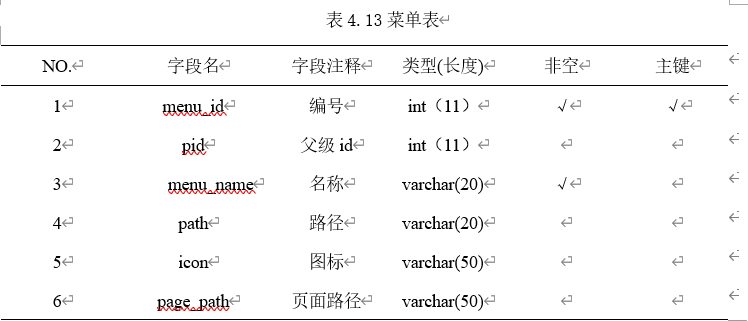 表 4.13 菜单表
NO. 字段名 字段注释 类型(长度) 非空 主键
1 menu_id 编号 int（11） √ √
2 pid 父级 id int（11）
3 menu_name 名称 varchar(20) √
4 path 路径 varchar(20)
5 icon 图标 varchar(50)
6 page_path 页面路径 varchar(50)